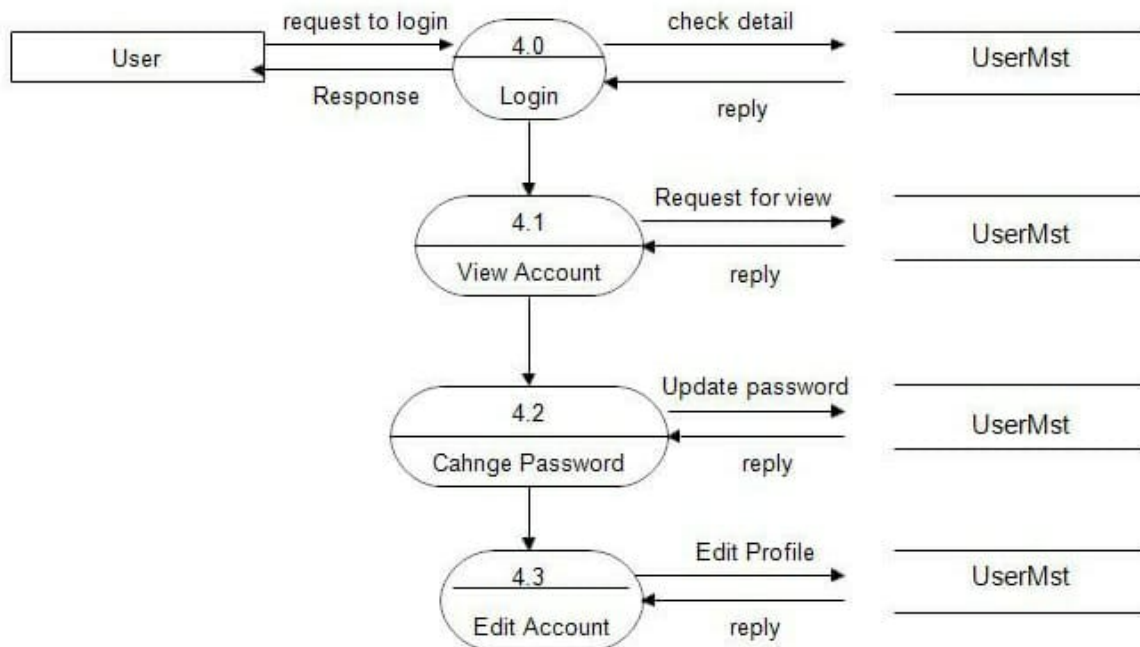 request to login
check detail
User
4.0
UserMst
Response
Login
reply
Request for view
4.1
UserMst
View Account
reply
Update password
4.2
UserMst
Cahnge Password
reply
Edit Profile
4.3
UserMst
Edit Account
reply